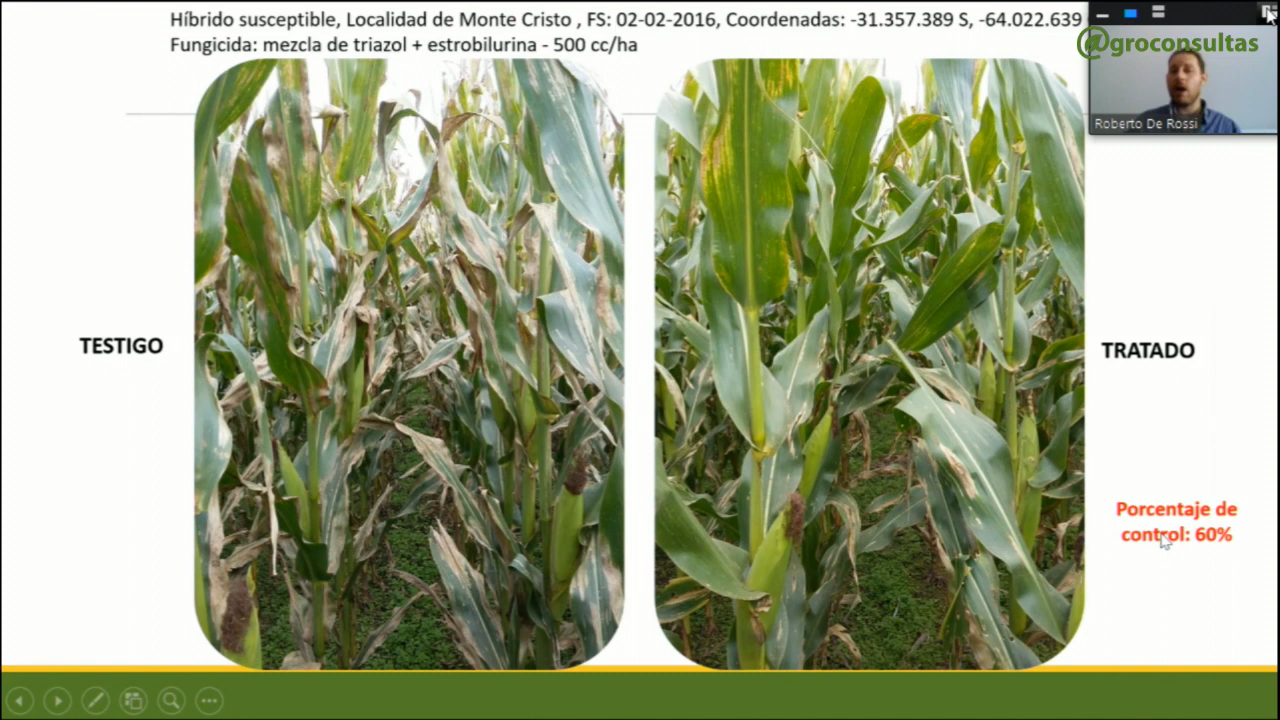 Híbrido susceptible, Localidad de Monte Cristo , FS: 02-02-2016, Coordenadas: -31.357.389 S, -64.022.639
Fungicida: mezcla de triazol + estrobilurina - 500 cc/ha
@groconsultas
Roberto De Rossi
TESTIGO
TRATADO
Porcentaje de
control: 60%